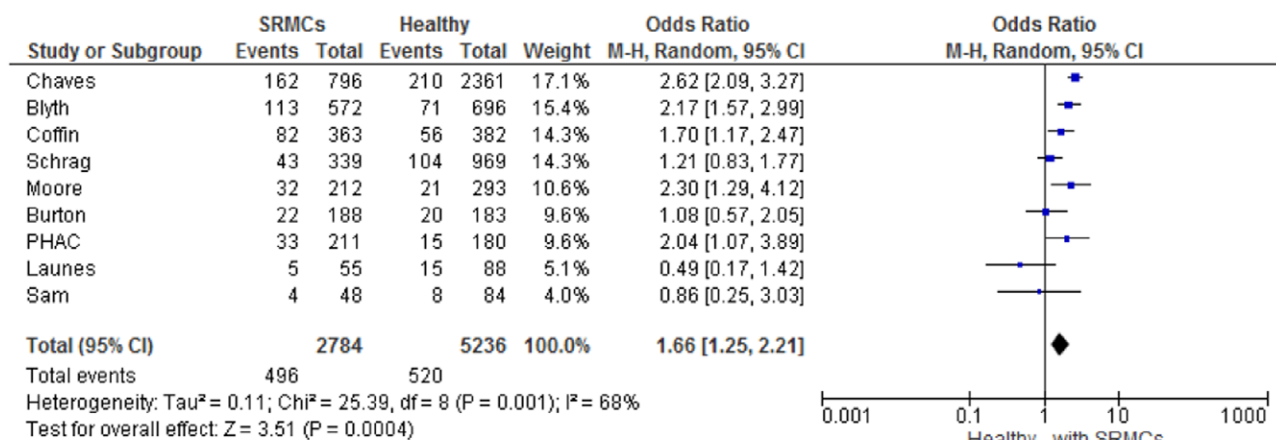 SRMCs Healthy Odds Ratio Odds Ratio
Study or Subgroup Events Total Events Total Weight M-H, Random, 95% CI M-H, Random, 95% CI
Chaves 162 796 210 2361 17.1% 2.62 [2.09, 3.27]
Blyth 113 572 71 696 15.4% 2.17 [1.57, 2.99]
Coffin 82 363 56 382 14.3% 1.70 [1.17, 2.47]
Schrag 43 339 104 969 14.3% 1.21 [0.83, 1.77]
Moore 32 212 21 293 10.6% 2.30 [1.29, 4.12]
Burton 22 188 20 183 9.6% 1.08 [0.57, 2.05]
PHAC 33 211 15 180 9.6% 2.04 [1.07, 3.89]
Launes 5 55 15 88 5.1% 0.49 [0.17, 1.42]
Sam 4 48 8 84 4.0% 0.86 [0.25, 3.03]
Total (95% CI) 2784 5236 100.0% 1.66 [1.25, 2.21]
Total events 496 520
Heterogeneity: Tau² = 0.11; Chi² = 25.39, df = 8 (P = 0.001); I² = 68%
Test for overall effect: Z = 3.51 (P = 0.0004)
0.001 0.1 1 10 1000
Healthy with SRMCs